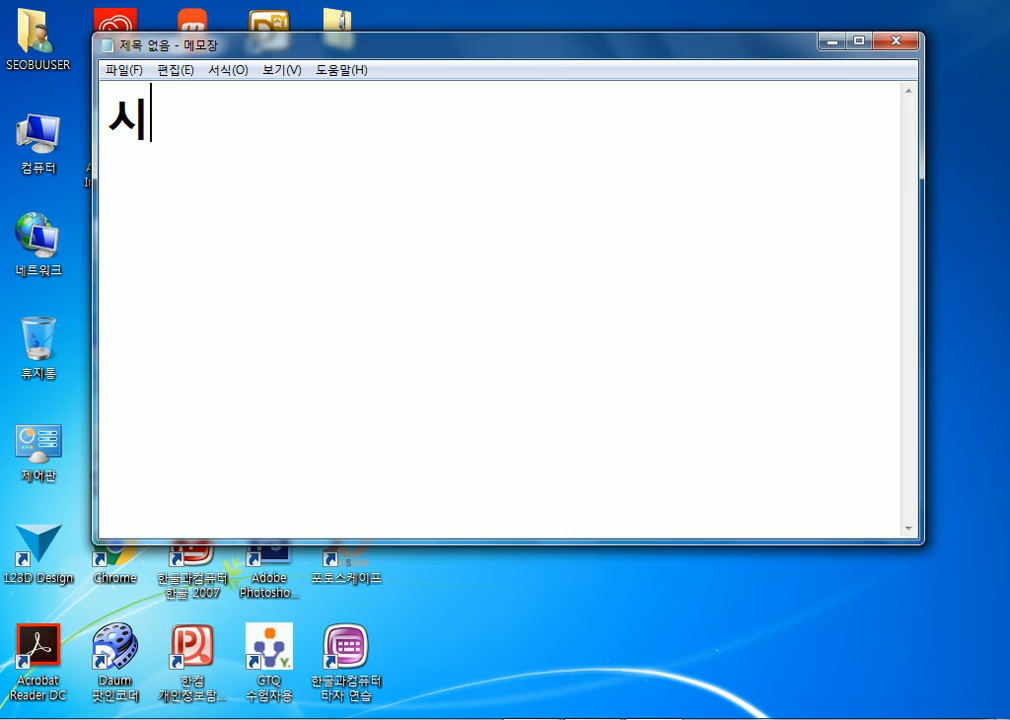 제목 없음 - 메모장
파일(F) 편집(E) 서식(O) 보기(V) 도움말(H)
시
SEOBUUSER
컴퓨터
네트워크
휴지통
제어판
123D Design
Chrome
한글과컴퓨터
한글 2007
Adobe
Photosho...
포토스케이프
Acrobat
Reader DC
Daum
팟인코더
한컴
개인정보탐...
GTQ
수험자용
한글과컴퓨터
타자 연습